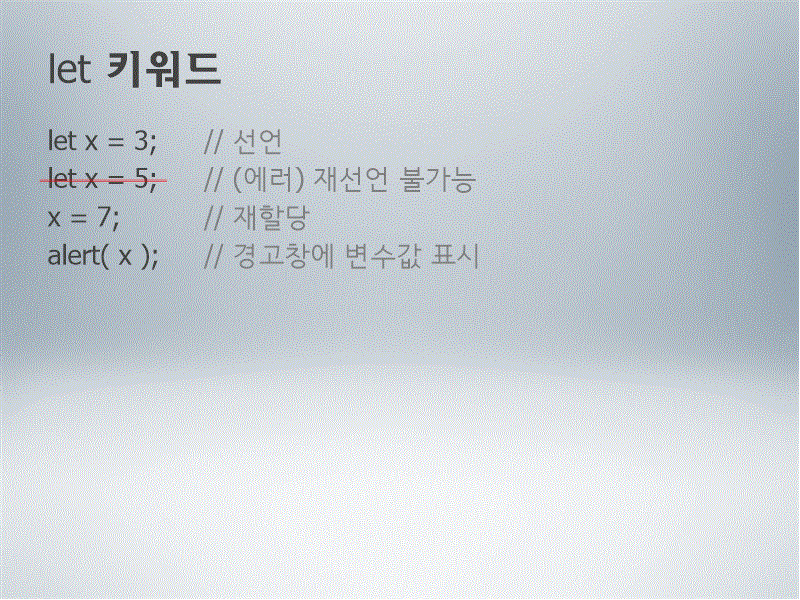 let 키워드
let x = 3; // 선언
let x = 5; // (에러) 재선언 불가능
x = 7; // 재할당
alert( x ); // 경고창에 변수값 표시